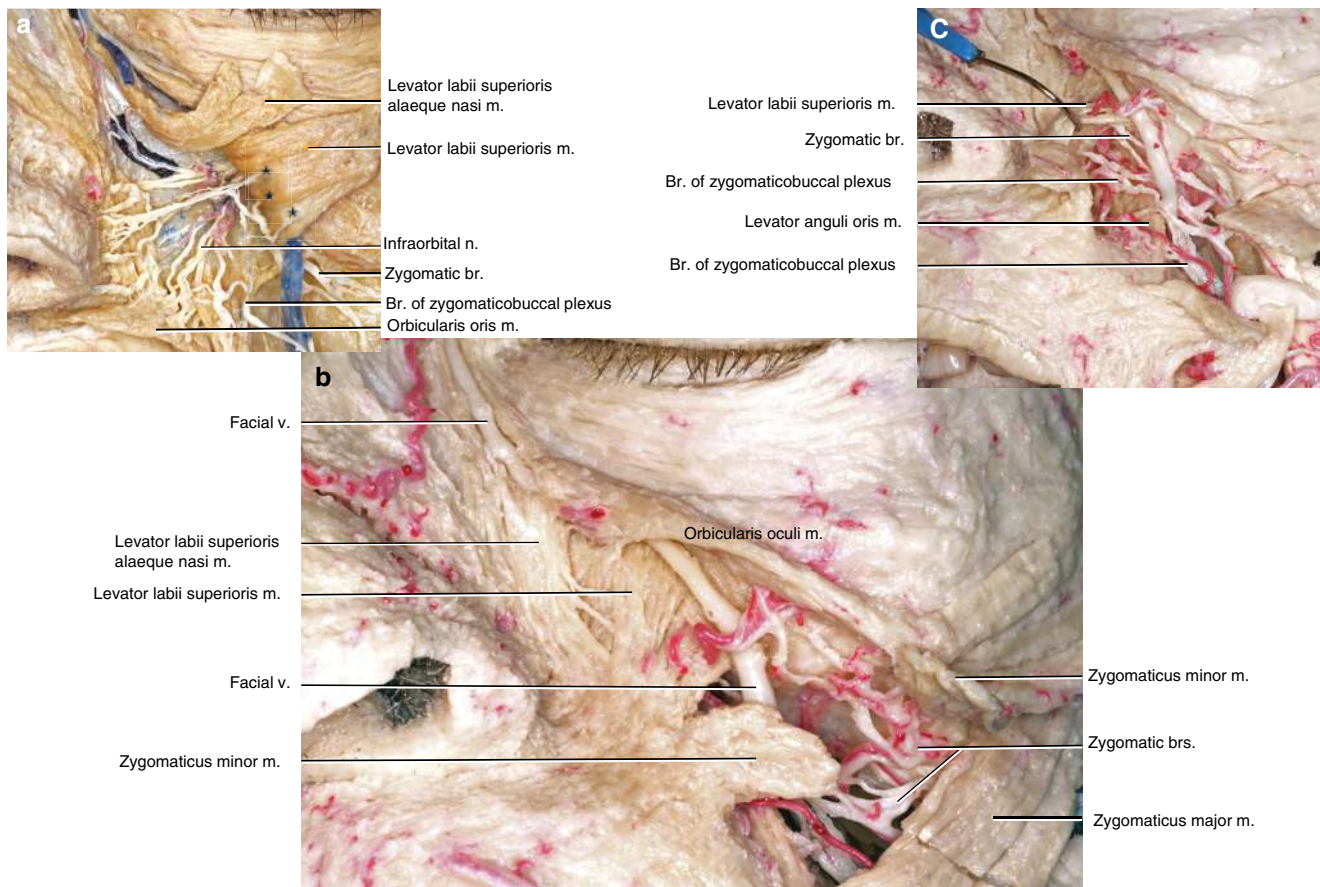 a
Levator labii superioris
alaeque nasi m.
Levator labii superioris m.
Infraorbital n.
Zygomatic br.
Br. of zygomaticobuccal plexus
Orbicularis oris m.
C
Levator labii superioris m.
Zygomatic br.
Br. of zygomaticobuccal plexus
Levator anguli oris m.
Br. of zygomaticobuccal plexus
b
Facial v.
Levator labii superioris
alaeque nasi m.
Levator labii superioris m.
Facial v.
Zygomaticus minor m.
Orbicularis oculi m.
Zygomaticus minor m.
Zygomatic brs.
Zygomaticus major m.